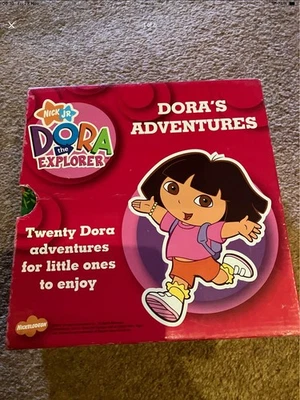 NICK JR.
DORA
the
EXPLORER
DORA'S
ADVENTURES
Twenty Dora
adventures
for little ones
to enjoy
NICKELODEON